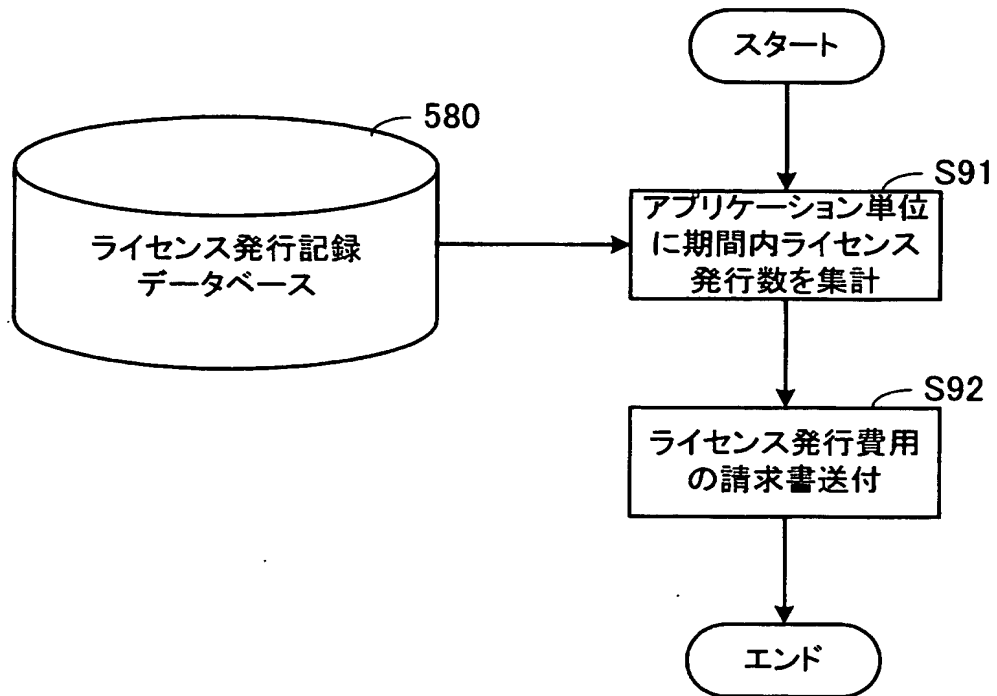 スタート
580
ライセンス発行記録
データベース
S91
アプリケーション単位
に期間内ライセンス
発行数を集計
S92
ライセンス発行費用
の請求書送付
エンド